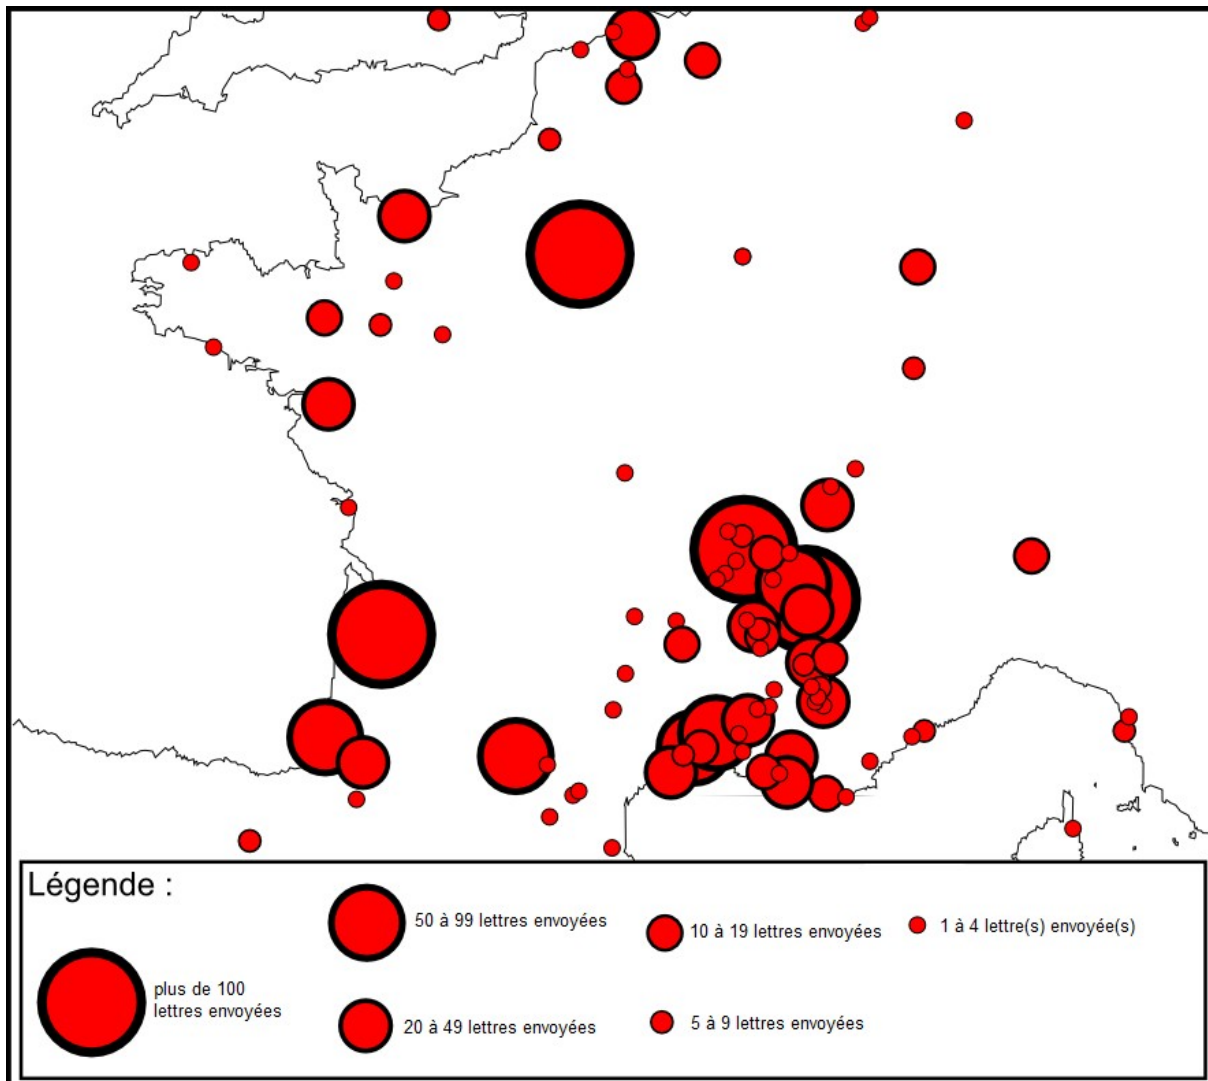 Légende :
plus de 100
lettres envoyées
50 à 99 lettres envoyées
20 à 49 lettres envoyées
10 à 19 lettres envoyées
5 à 9 lettres envoyées
1 à 4 lettre(s) envoyée(s)